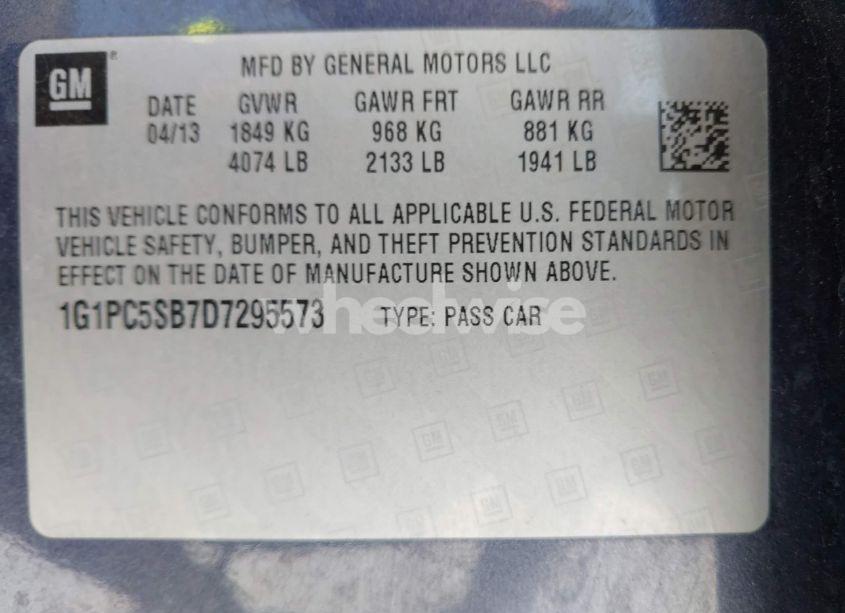 GM®
MFD BY GENERAL MOTORS LLC
DATE GVWR GAWR FRT GAWR RR
04/13 1849 KG 968 KG 881 KG
4074 LB 2133 LB 1941 LB
THIS VEHICLE CONFORMS TO ALL APPLICABLE U.S. FEDERAL MOTOR
VEHICLE SAFETY, BUMPER, AND THEFT PREVENTION STANDARDS IN
EFFECT ON THE DATE OF MANUFACTURE SHOWN ABOVE.
1G1PC5SB7D7295573 TYPE: PASS CAR
wheelwise